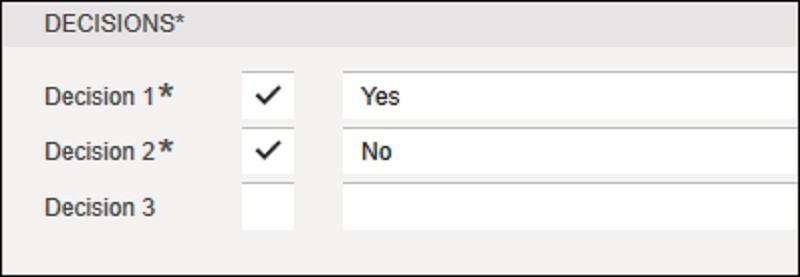 DECISIONS*
Decision 1* Yes
Decision 2* No
Decision 3